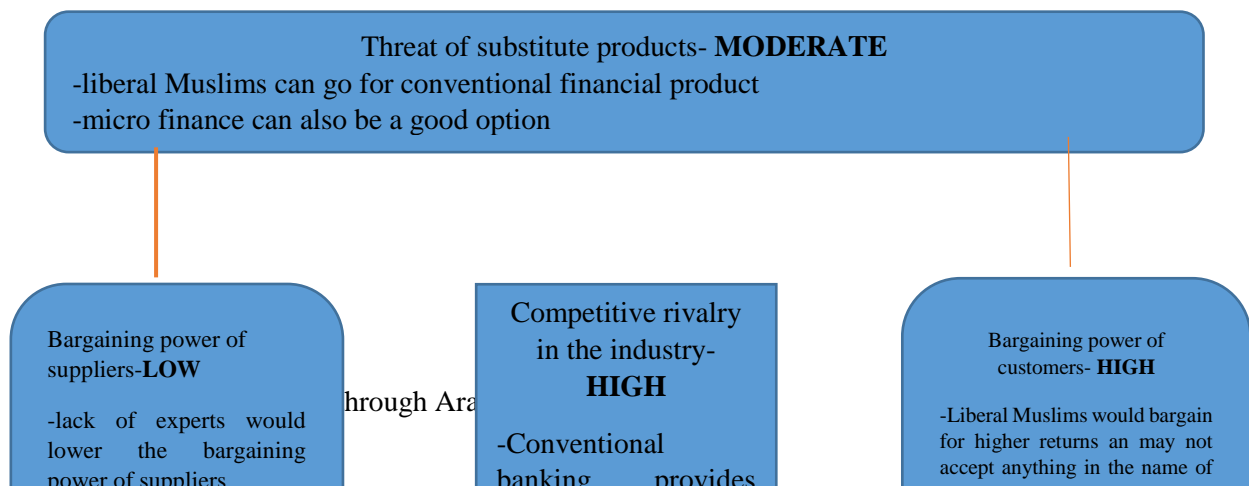 Threat of substitute products- MODERATE
-liberal Muslims can go for conventional financial product
-micro finance can also be a good option
Bargaining power of
suppliers-LOW
-lack of experts would
lower the bargaining
power of suppliers
hrough Ara
Competitive rivalry
in the industry-
HIGH
-Conventional
banking provides
Bargaining power of
customers- HIGH
-Liberal Muslims would bargain
for higher returns an may not
accept anything in the name of